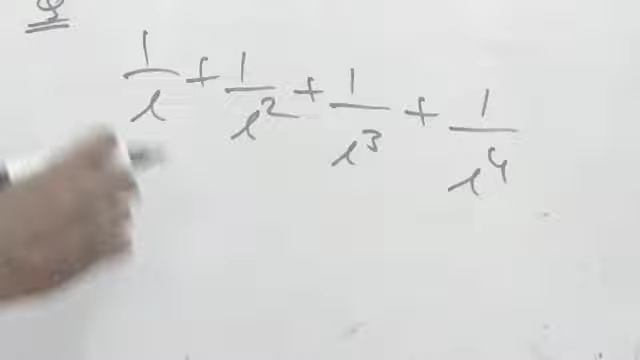 Q
1/i + 1/i² + 1/i³ + 1/i⁴